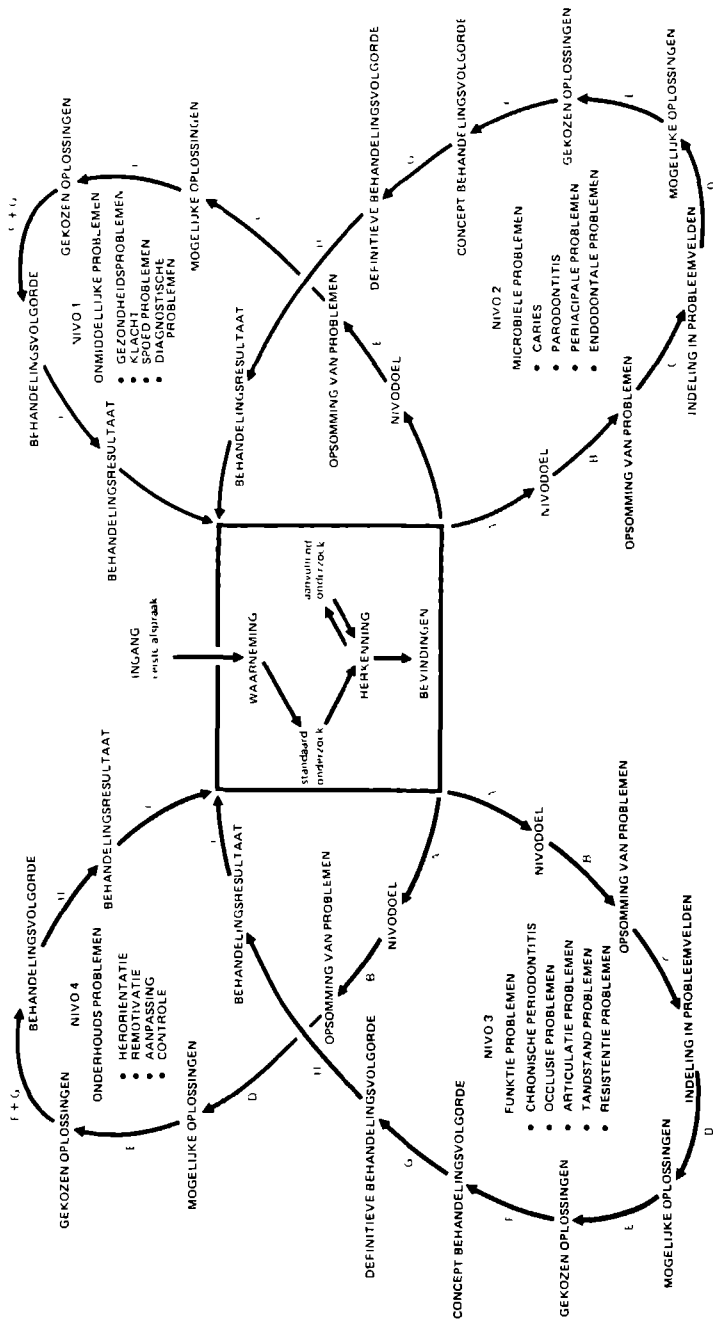 BEHANDELINGSVOLGORDE
F + G
GEKOZEN OPLOSSINGEN
NIVO 4
ONDERHOUDS PROBLEMEN
• HERORIENTATIE
• REMOTIVATIE
• AANPASSING
• CONTROLE
H
BEHANDELINGSRESULTAAT
E
MOGELIJKE OPLOSSINGEN
D
BEHANDELINGSRESULTAAT
OPSOMMING VAN PROBLEMEN
H
B
NIVODOEL
A
INGANG
eerste afspraak
WAARNEMING
standaard
onderzoek
aanvullend
onderzoek
HERKENNING
BEVINDINGEN
BEHANDELINGSVOLGORDE
F + G
GEKOZEN OPLOSSINGEN
NIVO 1
ONMIDDELLIJKE PROBLEMEN
• GEZONDHEIDSPROBLEMEN
• KLACHT
• SPOED PROBLEMEN
• DIAGNOSTISCHE
PROBLEMEN
BEHANDELINGSRESULTAAT
MOGELIJKE OPLOSSINGEN
BEHANDELINGSRESULTAAT
OPSOMMING VAN PROBLEMEN
H
B
NIVODOEL
DEFINITIEVE BEHANDELINGSVOLGORDE
G
CONCEPT BEHANDELINGSVOLGORDE
F
GEKOZEN OPLOSSINGEN
E
MOGELIJKE OPLOSSINGEN
D
NIVO 3
FUNKTIE PROBLEMEN
• CHRONISCHE PERIODONTITIS
• OCCLUSIE PROBLEMEN
• ARTICULATIE PROBLEMEN
• TANDSTAND PROBLEMEN
• RESISTENTIE PROBLEMEN
A
NIVODOEL
B
OPSOMMING VAN PROBLEMEN
C
INDELING IN PROBLEEMVELDEN
DEFINITIEVE BEHANDELINGSVOLGORDE
G
CONCEPT BEHANDELINGSVOLGORDE
F
GEKOZEN OPLOSSINGEN
E
MOGELIJKE OPLOSSINGEN
D
NIVO 2
MICROBIELE PROBLEMEN
• CARIES
• PARODONTITIS
• PERIACIPALE PROBLEMEN
• ENDODONTALE PROBLEMEN
A
NIVODOEL
B
OPSOMMING VAN PROBLEMEN
C
INDELING IN PROBLEEMVELDEN